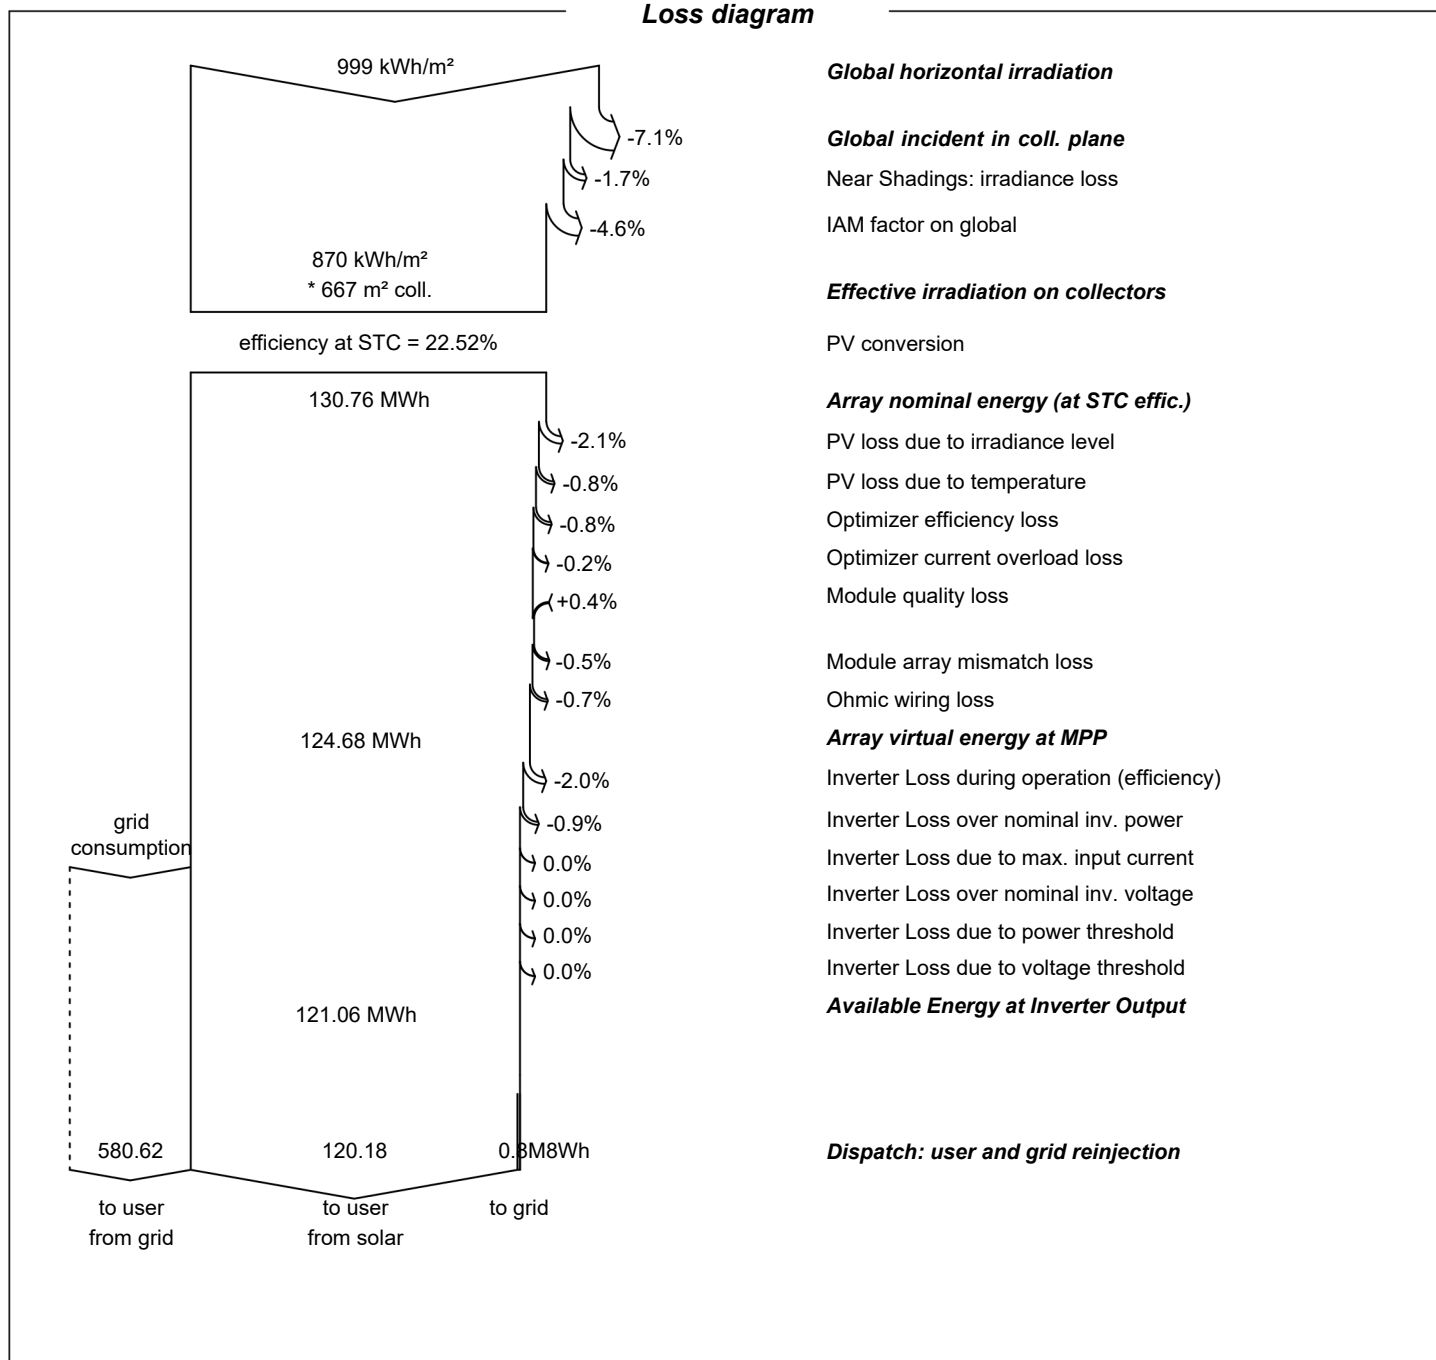 Loss diagram
999 kWh/m²
Global horizontal irradiation
-7.1%
Global incident in coll. plane
-1.7%
Near Shadings: irradiance loss
-4.6%
IAM factor on global
870 kWh/m²
* 667 m² coll.
Effective irradiation on collectors
efficiency at STC = 22.52%
PV conversion
130.76 MWh
Array nominal energy (at STC effic.)
-2.1%
PV loss due to irradiance level
-0.8%
PV loss due to temperature
-0.8%
Optimizer efficiency loss
-0.2%
Optimizer current overload loss
+0.4%
Module quality loss
-0.5%
Module array mismatch loss
-0.7%
Ohmic wiring loss
124.68 MWh
Array virtual energy at MPP
-2.0%
Inverter Loss during operation (efficiency)
grid
consumption
-0.9%
Inverter Loss over nominal inv. power
0.0%
Inverter Loss due to max. input current
0.0%
Inverter Loss over nominal inv. voltage
0.0%
Inverter Loss due to power threshold
0.0%
Inverter Loss due to voltage threshold
121.06 MWh
Available Energy at Inverter Output
580.62
120.18
0.8M8Wh
Dispatch: user and grid reinjection
to user
from grid
to user
from solar
to grid